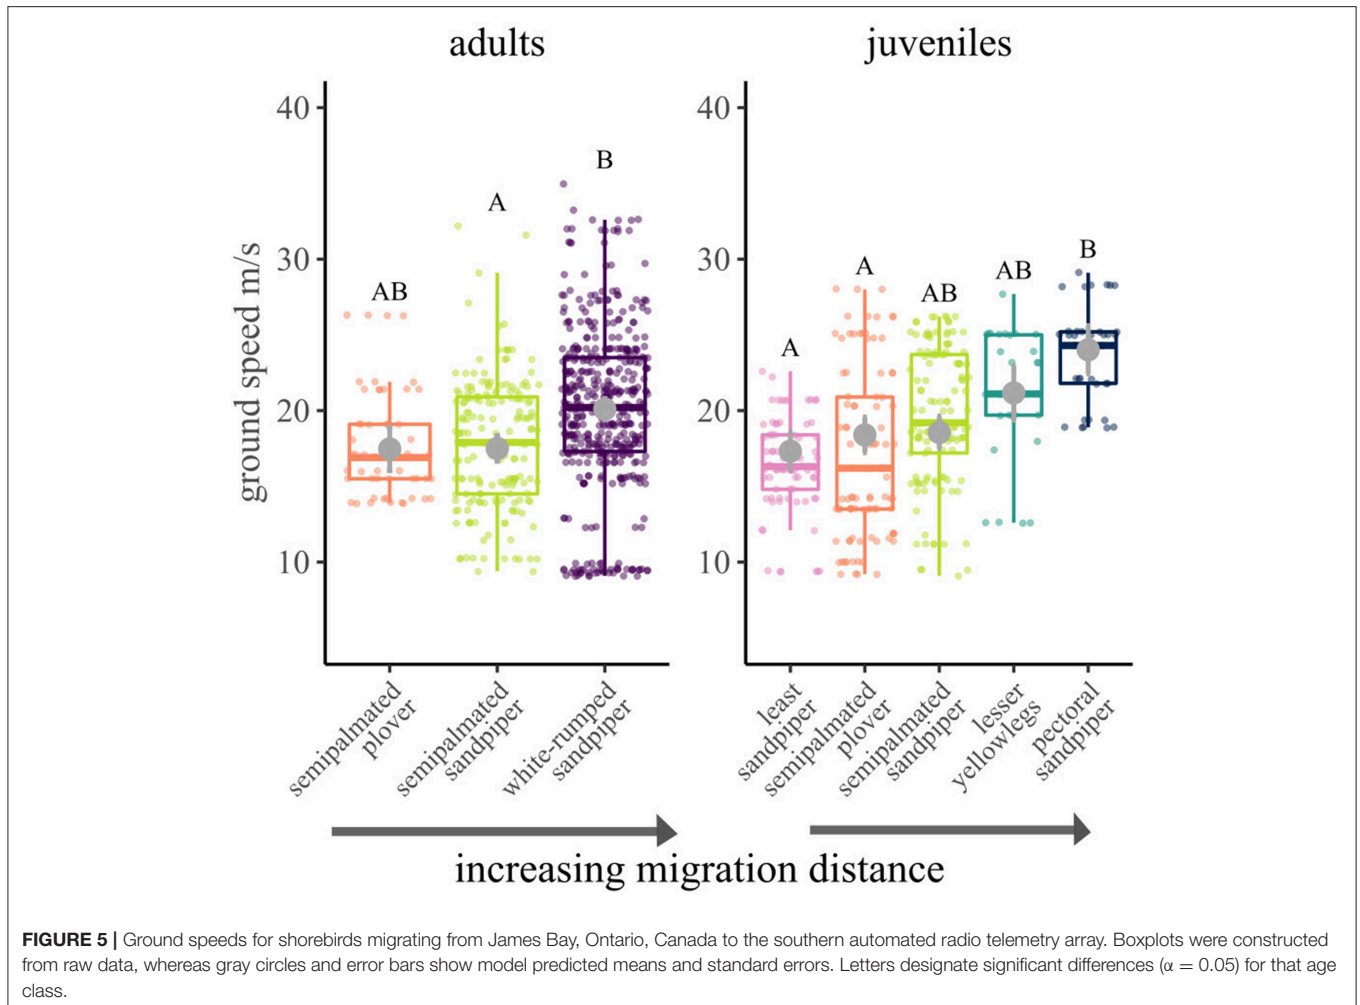 adults
juveniles
ground speed m/s
40
30
20
10
AB
A
B
40
30
20
10
A
A
AB
AB
B
semipalmated
plover
semipalmated
sandpiper
white-rumped
sandpiper
least
sandpiper
semipalmated
plover
semipalmated
sandpiper
lesser
yellowlegs
pectoral
sandpiper
increasing migration distance
FIGURE 5 | Ground speeds for shorebirds migrating from James Bay, Ontario, Canada to the southern automated radio telemetry array. Boxplots were constructed
from raw data, whereas gray circles and error bars show model predicted means and standard errors. Letters designate significant differences (α = 0.05) for that age
class.